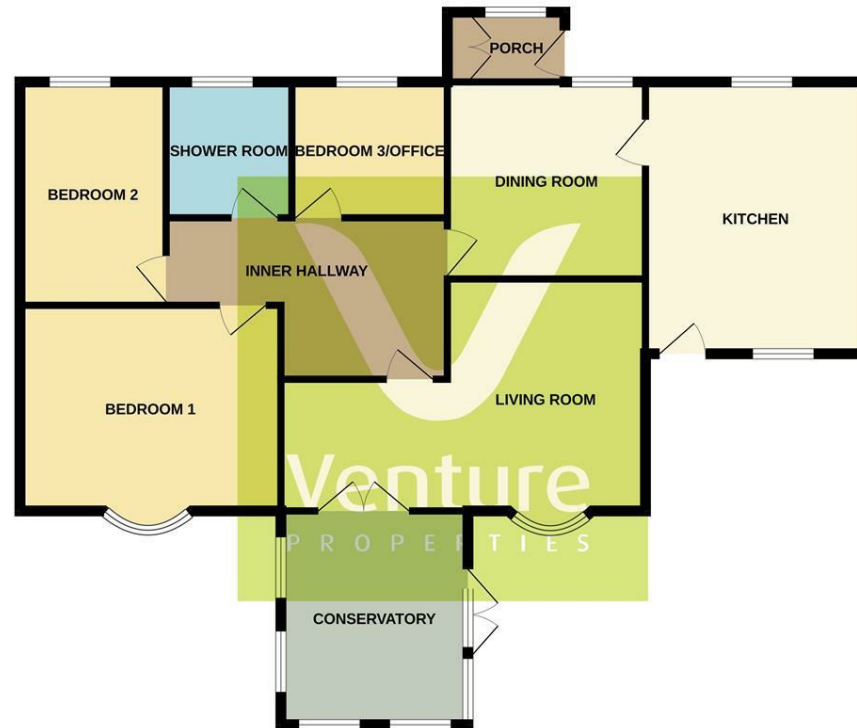 PORCH
SHOWER ROOM
BEDROOM 3/OFFICE
BEDROOM 2
DINING ROOM
KITCHEN
INNER HALLWAY
BEDROOM 1
LIVING ROOM
Venture
PROPERTIES
CONSERVATORY